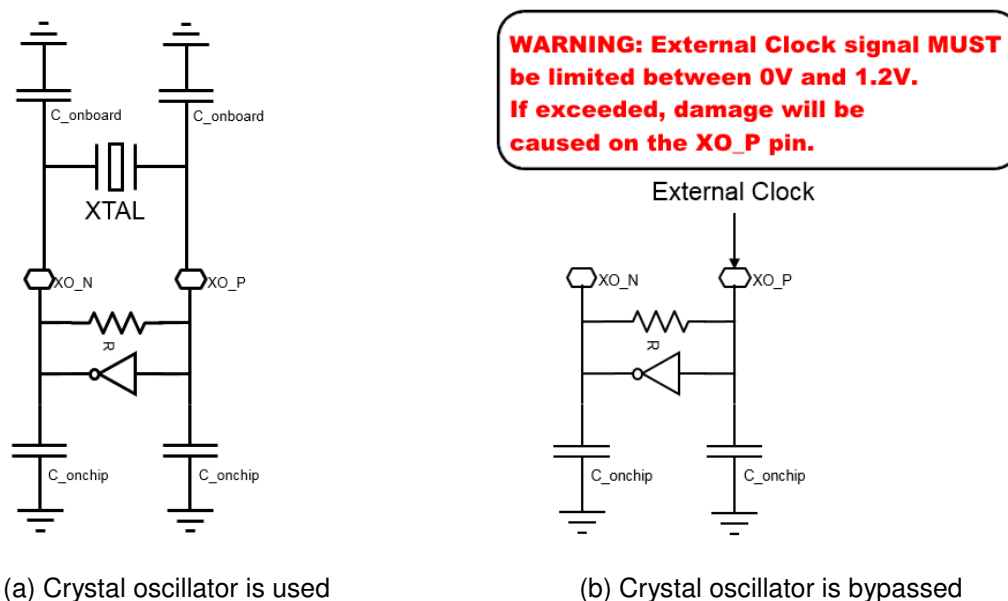 WARNING: External Clock signal MUST
be limited between 0V and 1.2V.
If exceeded, damage will be
caused on the XO_P pin.
C_onboard
C_onboard
XTAL
External Clock
XO_N
XO_P
XO_N
XO_P
R
R
C_onchip
C_onchip
C_onchip
C_onchip
(a) Crystal oscillator is used
(b) Crystal oscillator is bypassed